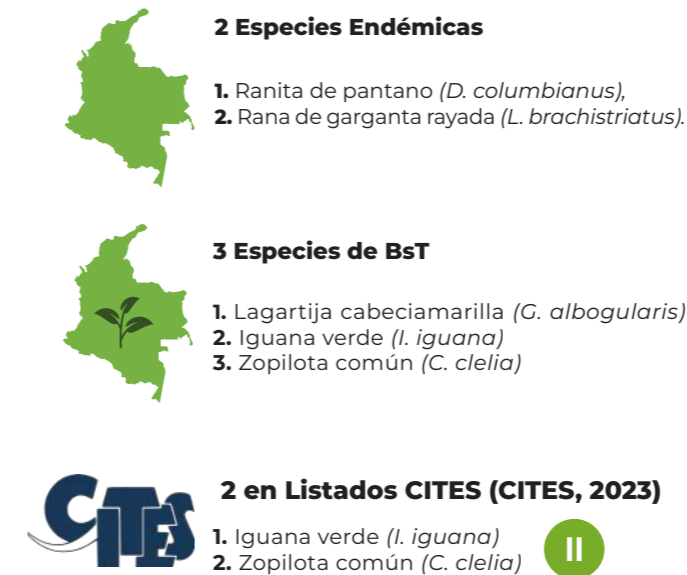 2 Especies Endémicas
1. Ranita de pantano (D. columbianus),
2. Rana de garganta rayada (L. brachistriatus).
3 Especies de BsT
1. Lagartija cabeciamarilla (G. albogularis)
2. Iguana verde (I. iguana)
3. Zopilota común (C. clelia)
CITES
2 en Listados CITES (CITES, 2023)
1. Iguana verde (I. iguana)
2. Zopilota común (C. clelia)
II